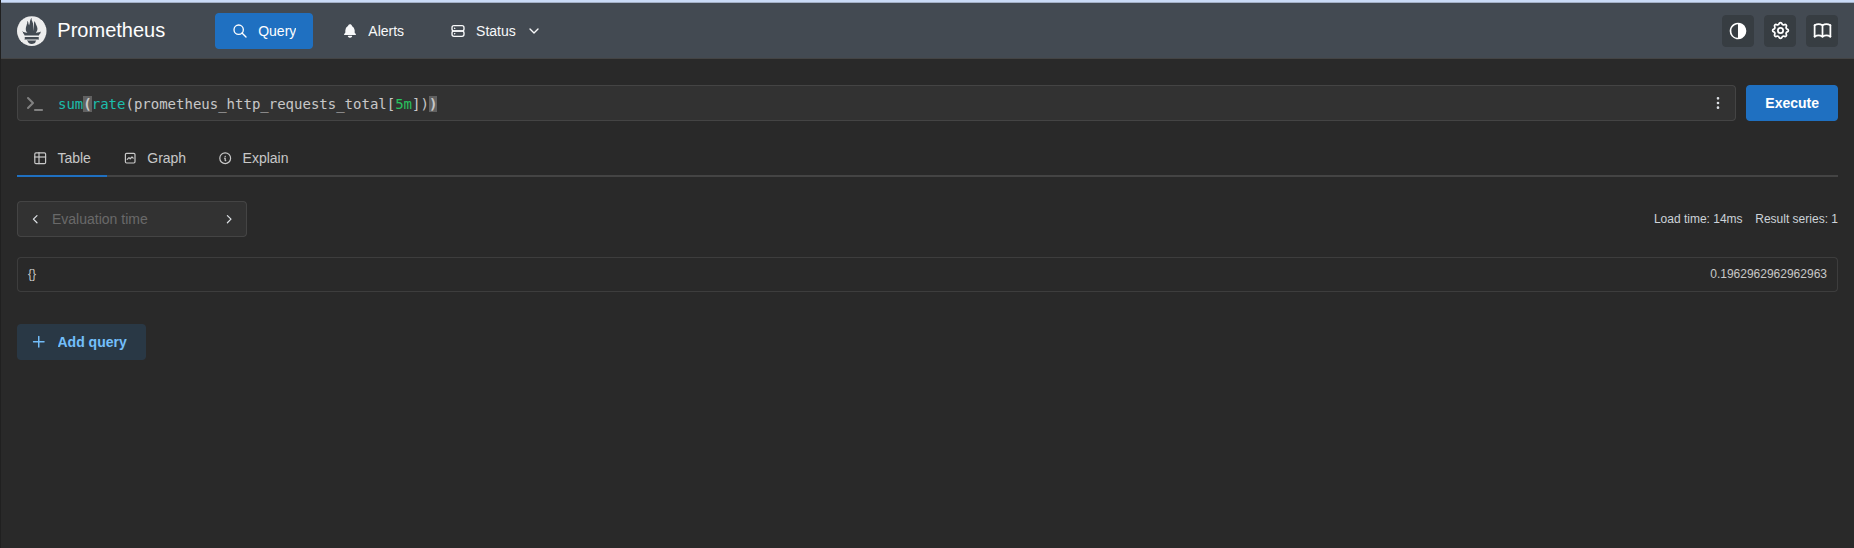 Prometheus Query Alerts Status
sum(rate(prometheus_http_requests_total[5m])) Execute
Table Graph Explain
Evaluation time Load time: 14ms Result series: 1
{} 0.1962962962962963
Add query